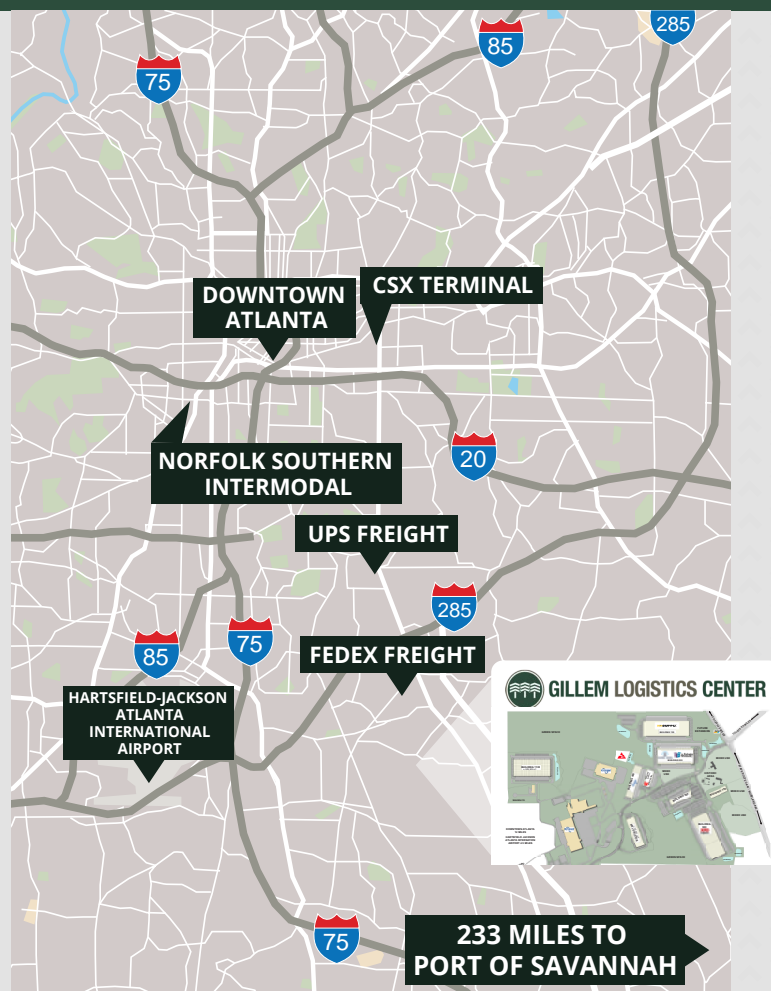 285
85
75
DOWNTOWN
ATLANTA
CSX TERMINAL
NORFOLK SOUTHERN
INTERMODAL
20
UPS FREIGHT
285
75
85
FEDEX FREIGHT
HARTSFIELD-JACKSON
ATLANTA
INTERNATIONAL
AIRPORT
GILLEM LOGISTICS CENTER
75
233 MILES TO
PORT OF SAVANNAH